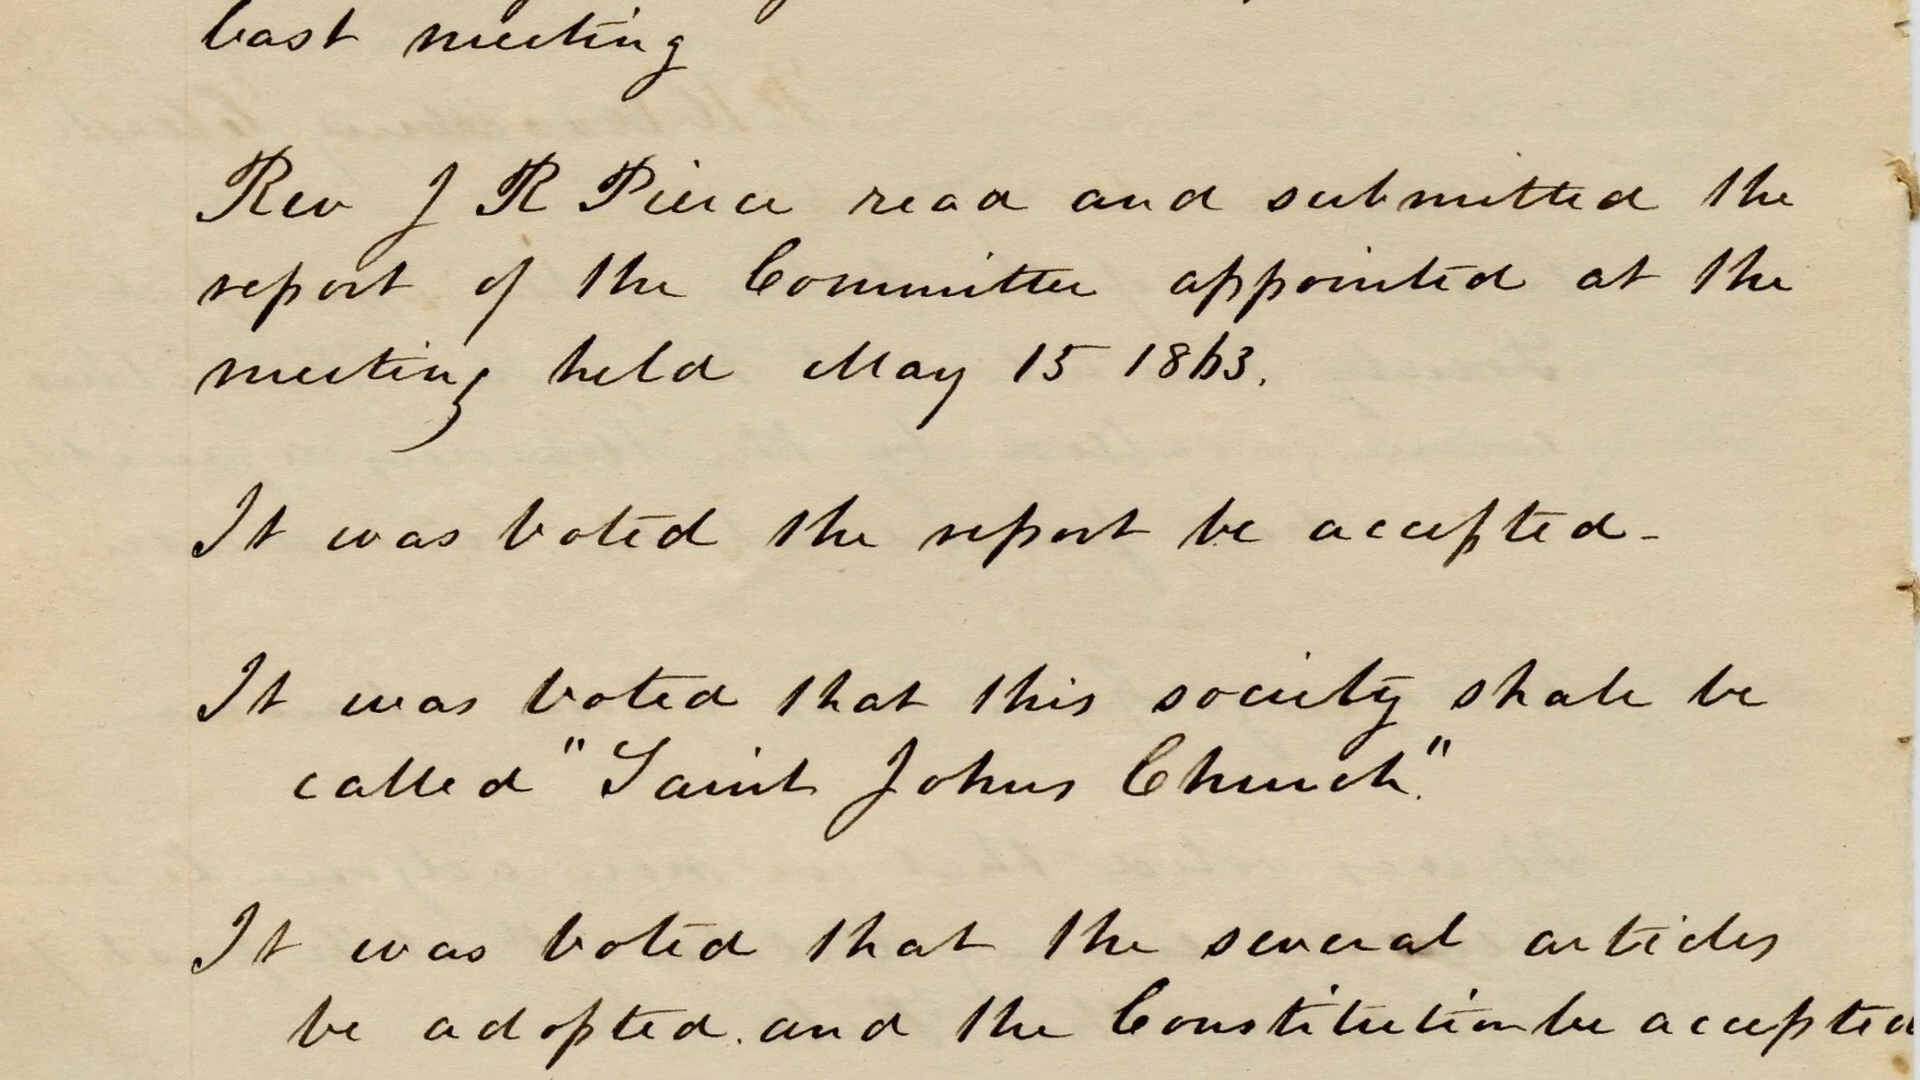 last meeting
Rev J R Pierce read and submitted the
report of the Committee appointed at the
meeting held May 15 1863.
It was voted the report be accepted-
It was voted that this society shall be
called "Saint Johns Church."
It was voted that the several articles
be adopted. and the Constitution be accepted